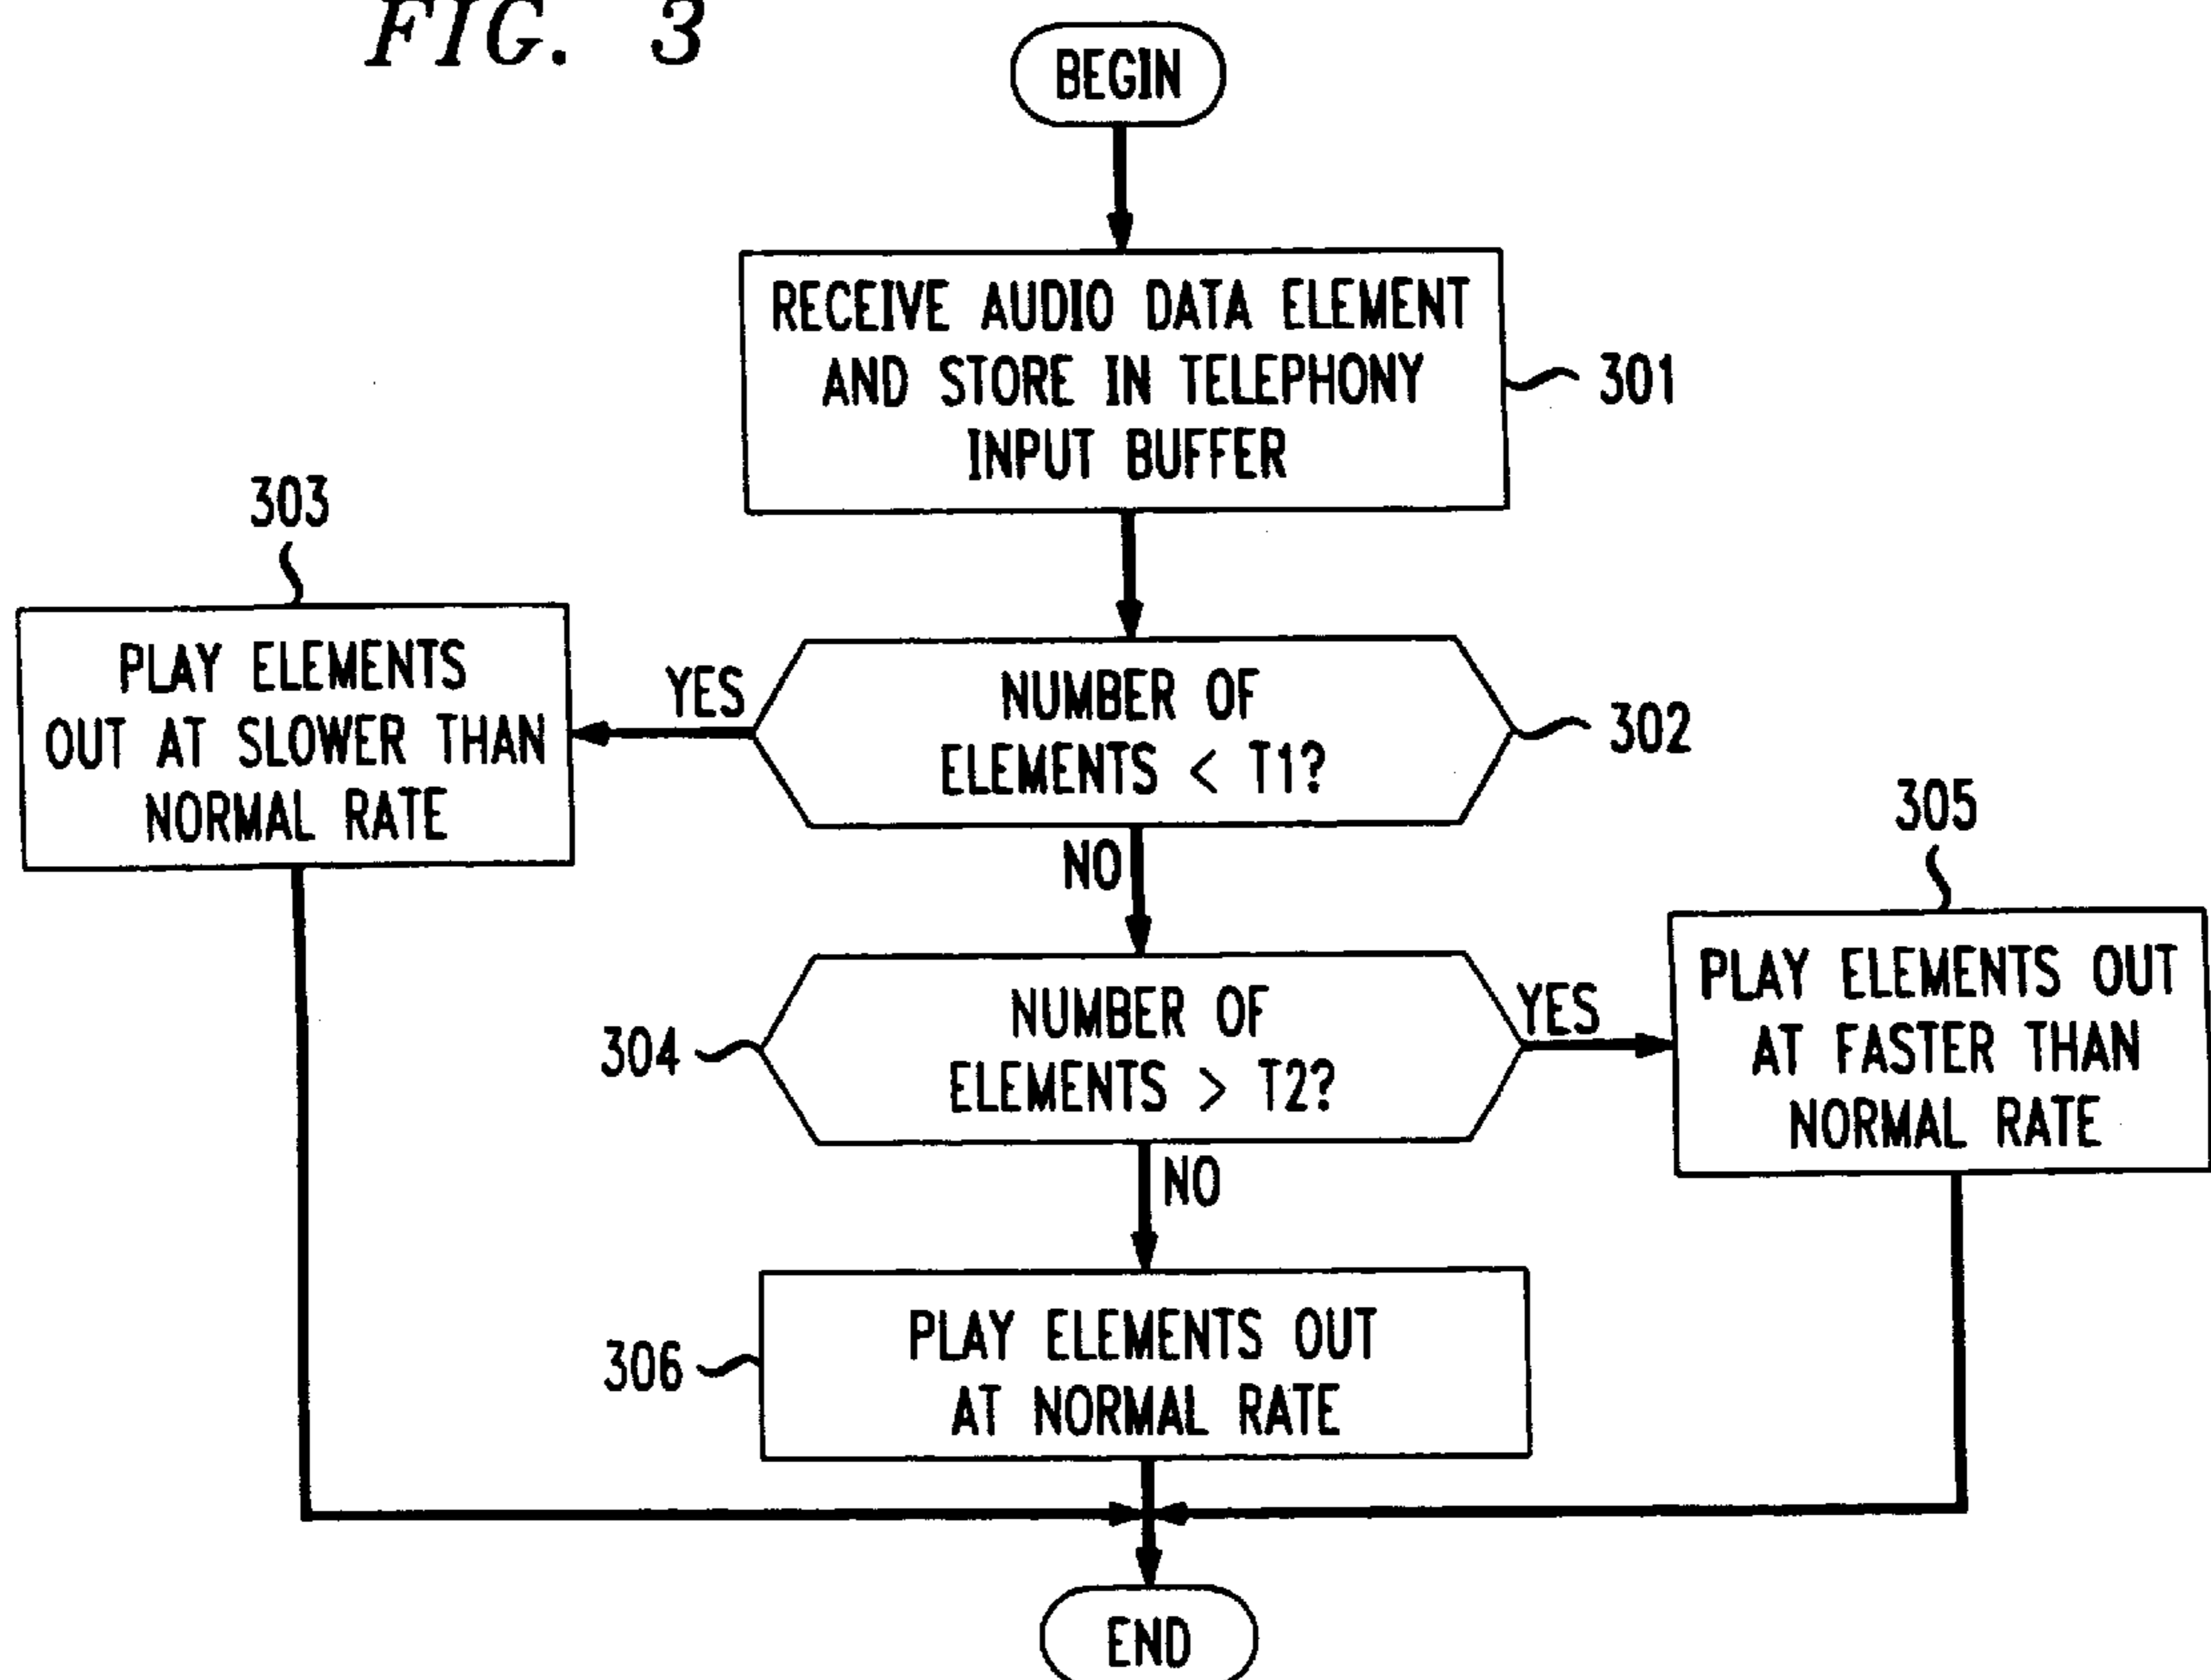 FIG. 3
BEGIN
RECEIVE AUDIO DATA ELEMENT
AND STORE IN TELEPHONY
INPUT BUFFER
301
303
PLAY ELEMENTS
OUT AT SLOWER THAN
NORMAL RATE
YES
NUMBER OF
ELEMENTS < T1?
302
NO
305
304
NUMBER OF
ELEMENTS > T2?
YES
PLAY ELEMENTS OUT
AT FASTER THAN
NORMAL RATE
NO
306
PLAY ELEMENTS OUT
AT NORMAL RATE
END